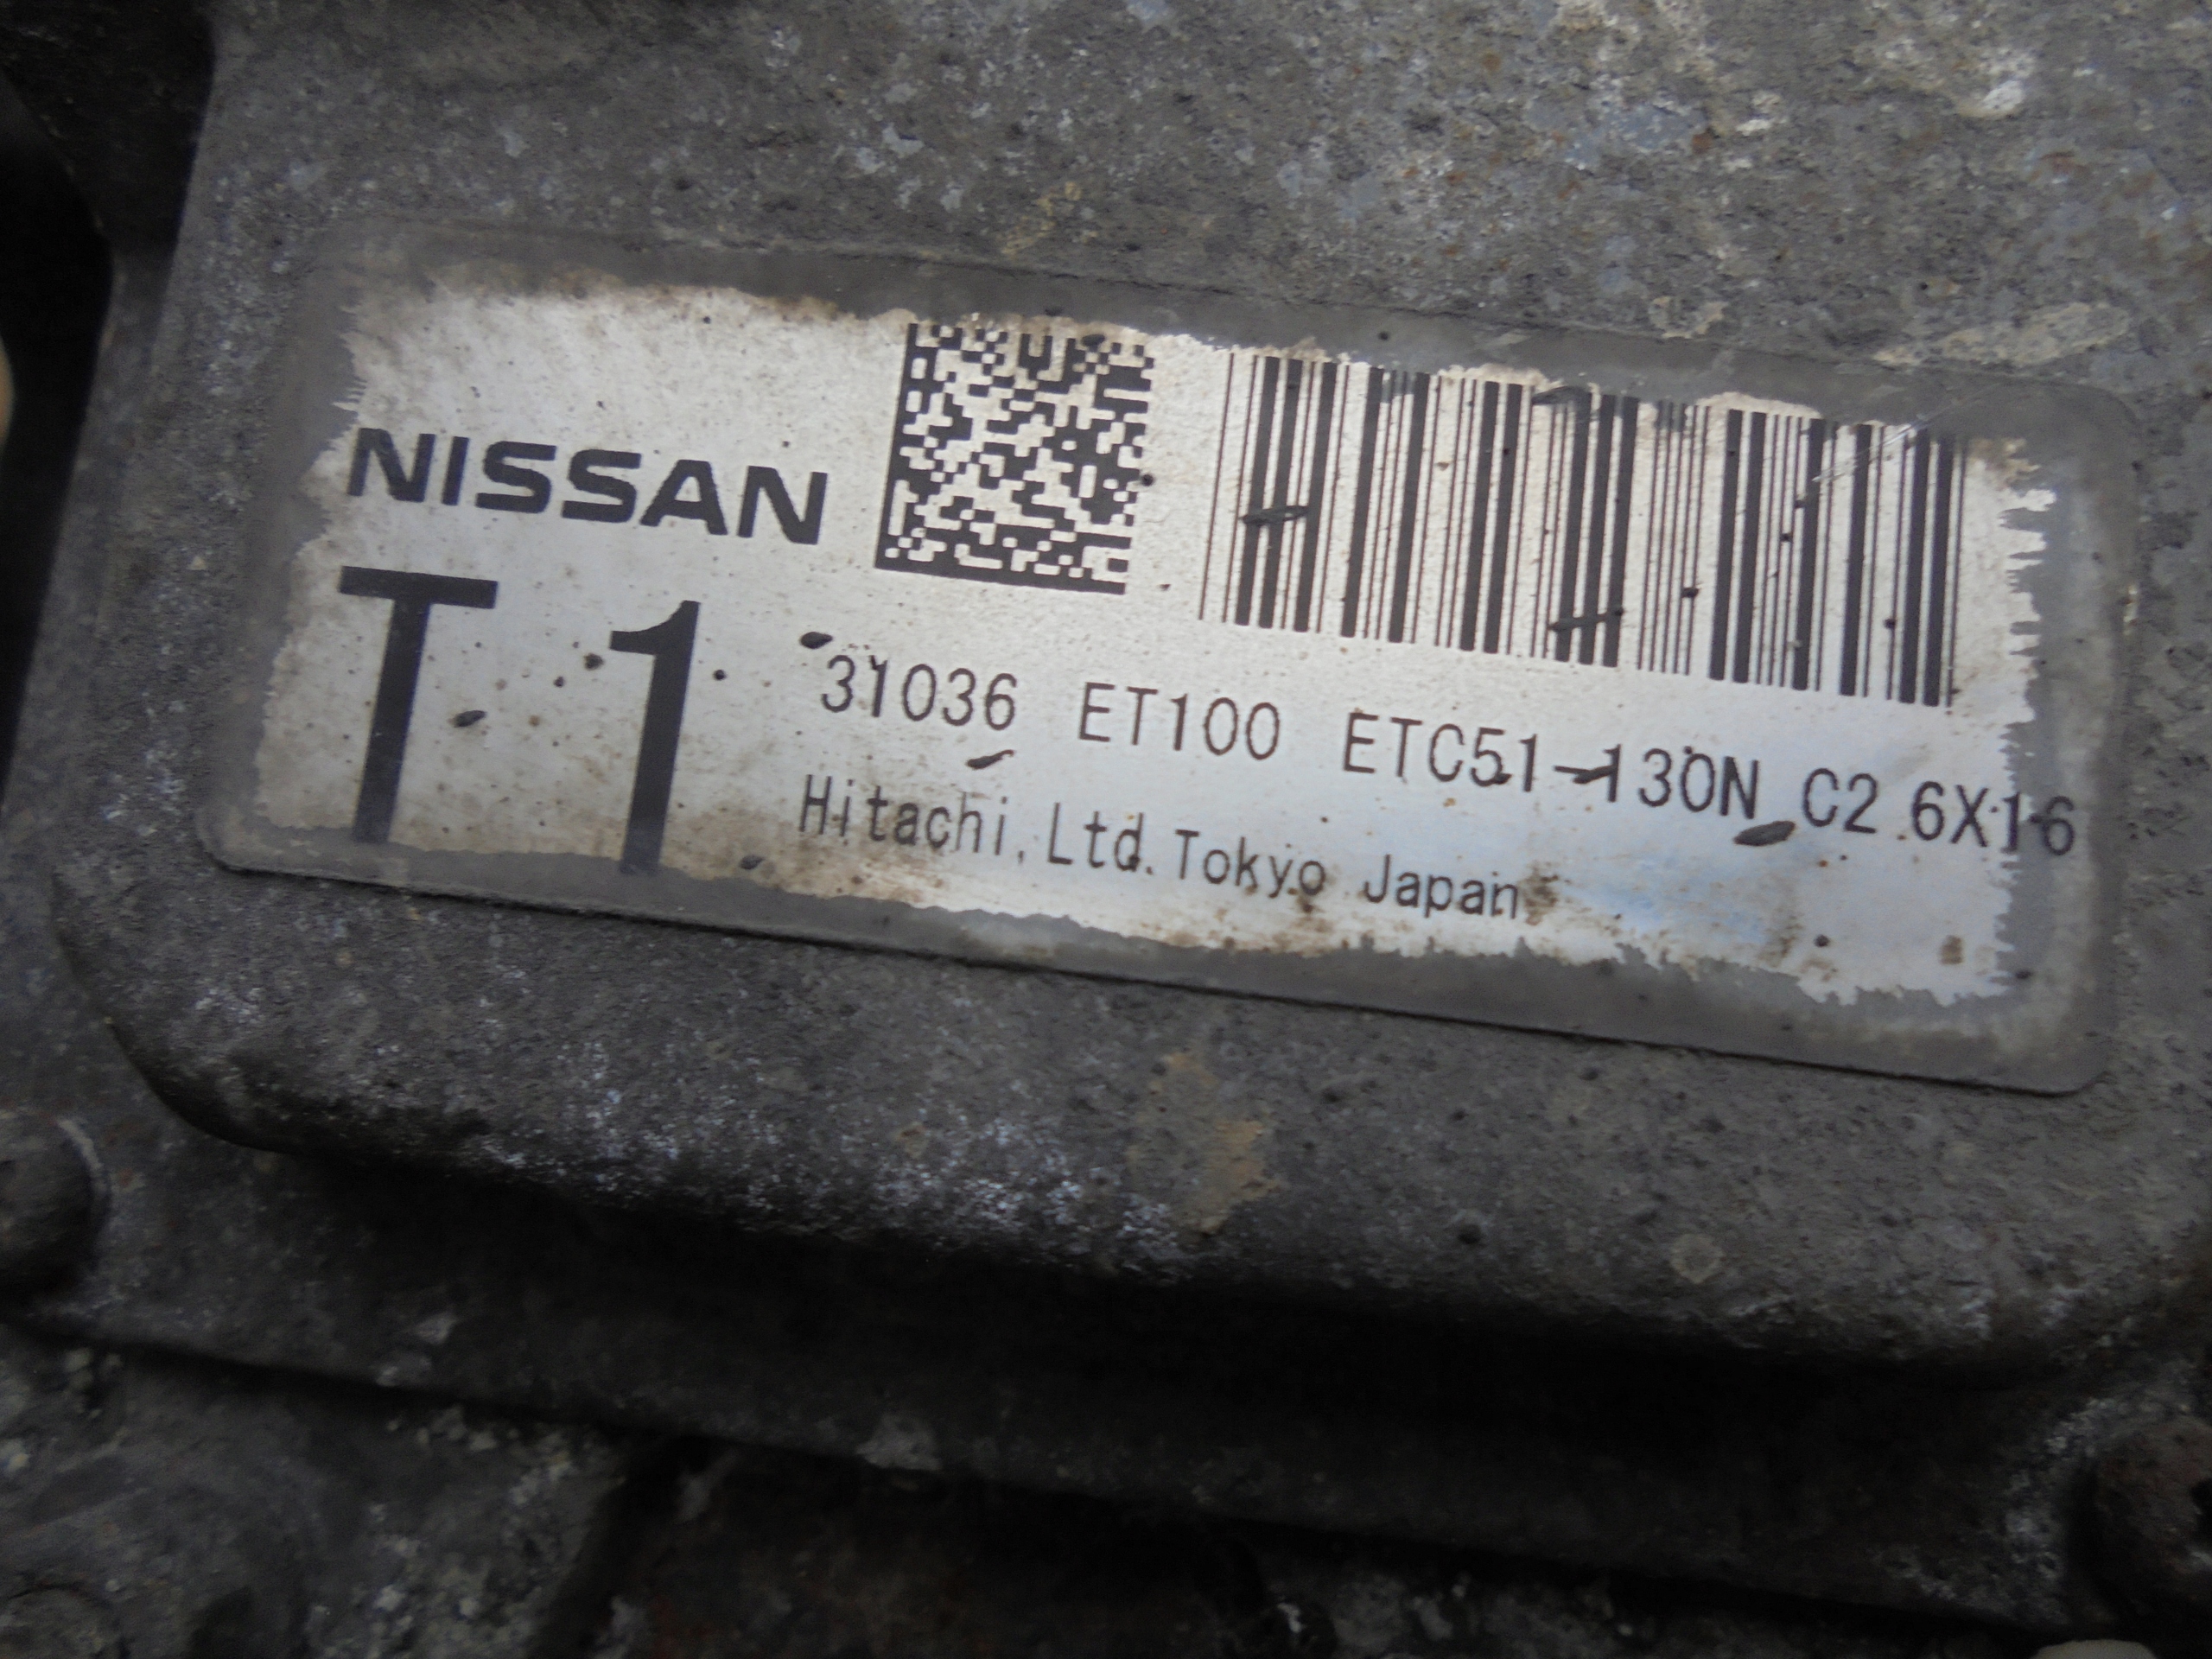 NISSAN
T1
31036 ET100 ETC51-130N C2 6X16
Hitachi, Ltd. Tokyo Japan